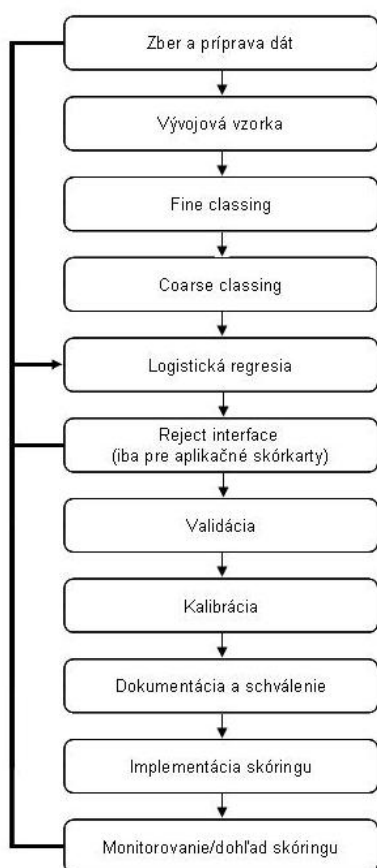 Zber a príprava dát
Vývojová vzorka
Fine classing
Coarse classing
Logistická regresia
Reject interface
(iba pre aplikačné skórkarty)
Validácia
Kalibrácia
Dokumentácia a schválenie
Implementácia skóringu
Monitorovanie/dohľad skóringu